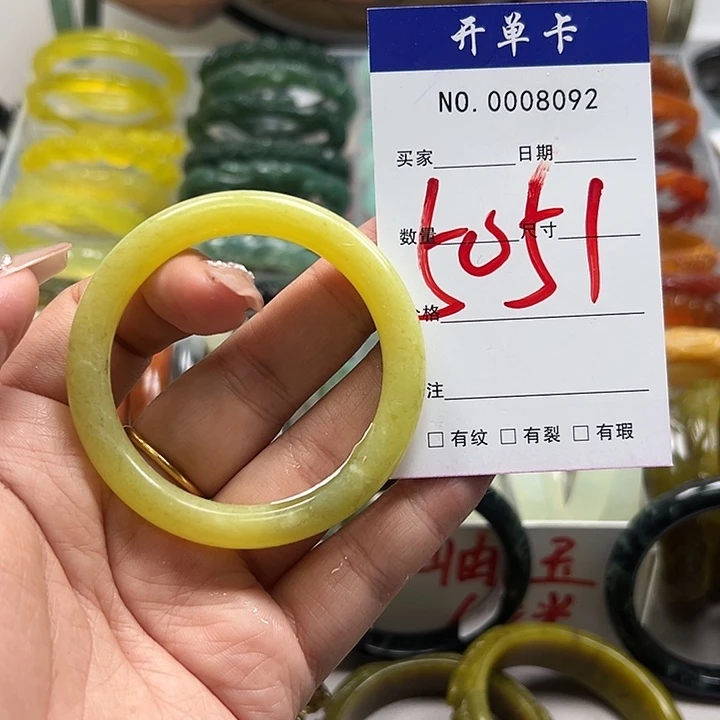 开单卡
NO. 0008092
买家 日期
数量 尺寸
5051
价格
注
□ 有纹 □ 有裂 □ 有瑕
岫玉